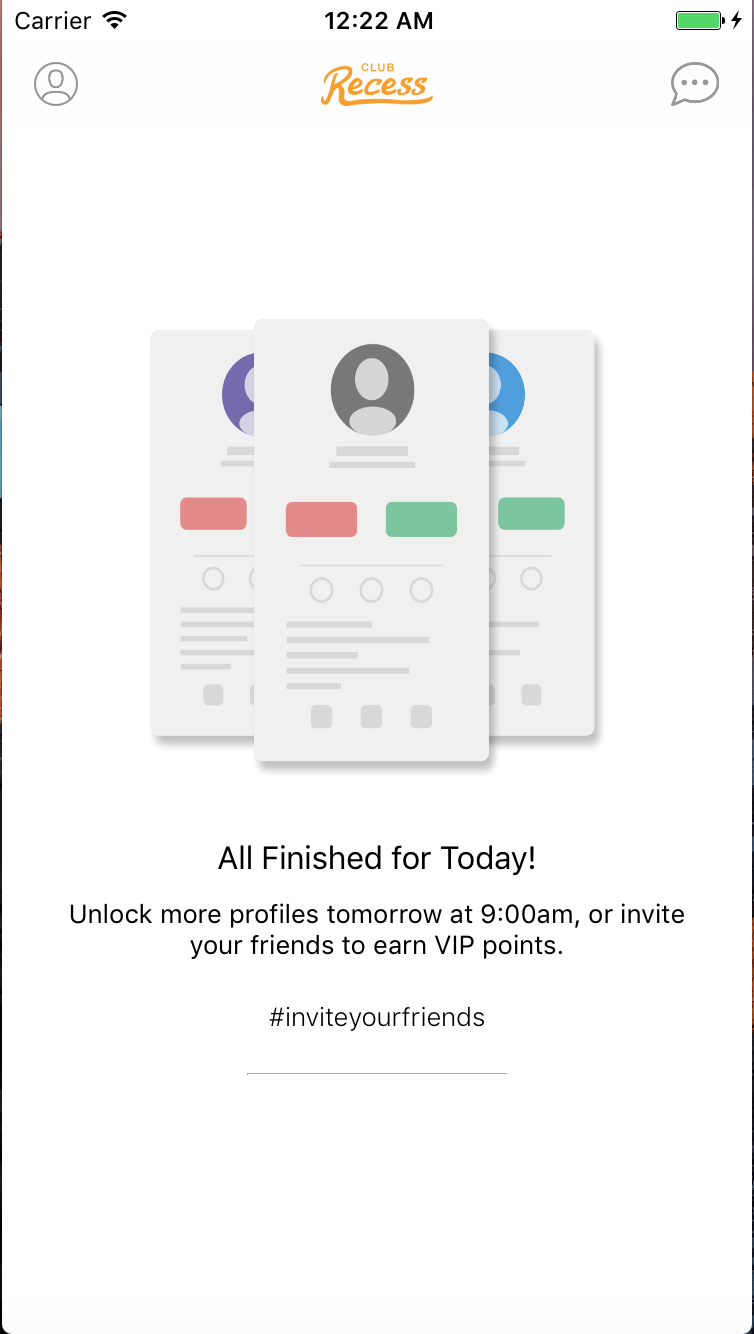 Carrier 12:22 AM
CLUB
Recess
All Finished for Today!
Unlock more profiles tomorrow at 9:00am, or invite
your friends to earn VIP points.
#inviteyourfriends